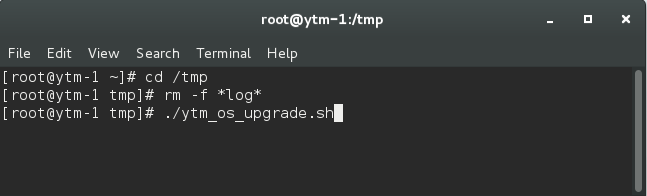 root@ytm-1:/tmp
File Edit View Search Terminal Help
[root@ytm-1 ~]# cd /tmp
[root@ytm-1 tmp]# rm -f *log*
[root@ytm-1 tmp]# ./ytm_os_upgrade.sh